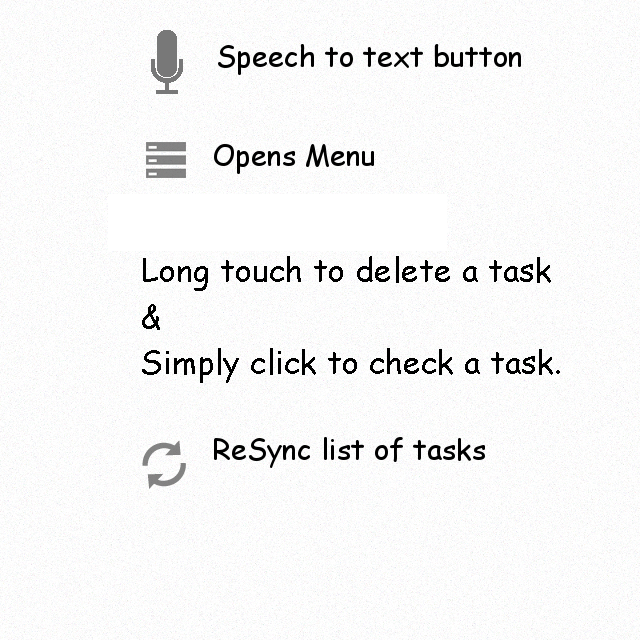 Speech to text button
Opens Menu
Long touch to delete a task
&
Simply click to check a task.
ReSync list of tasks